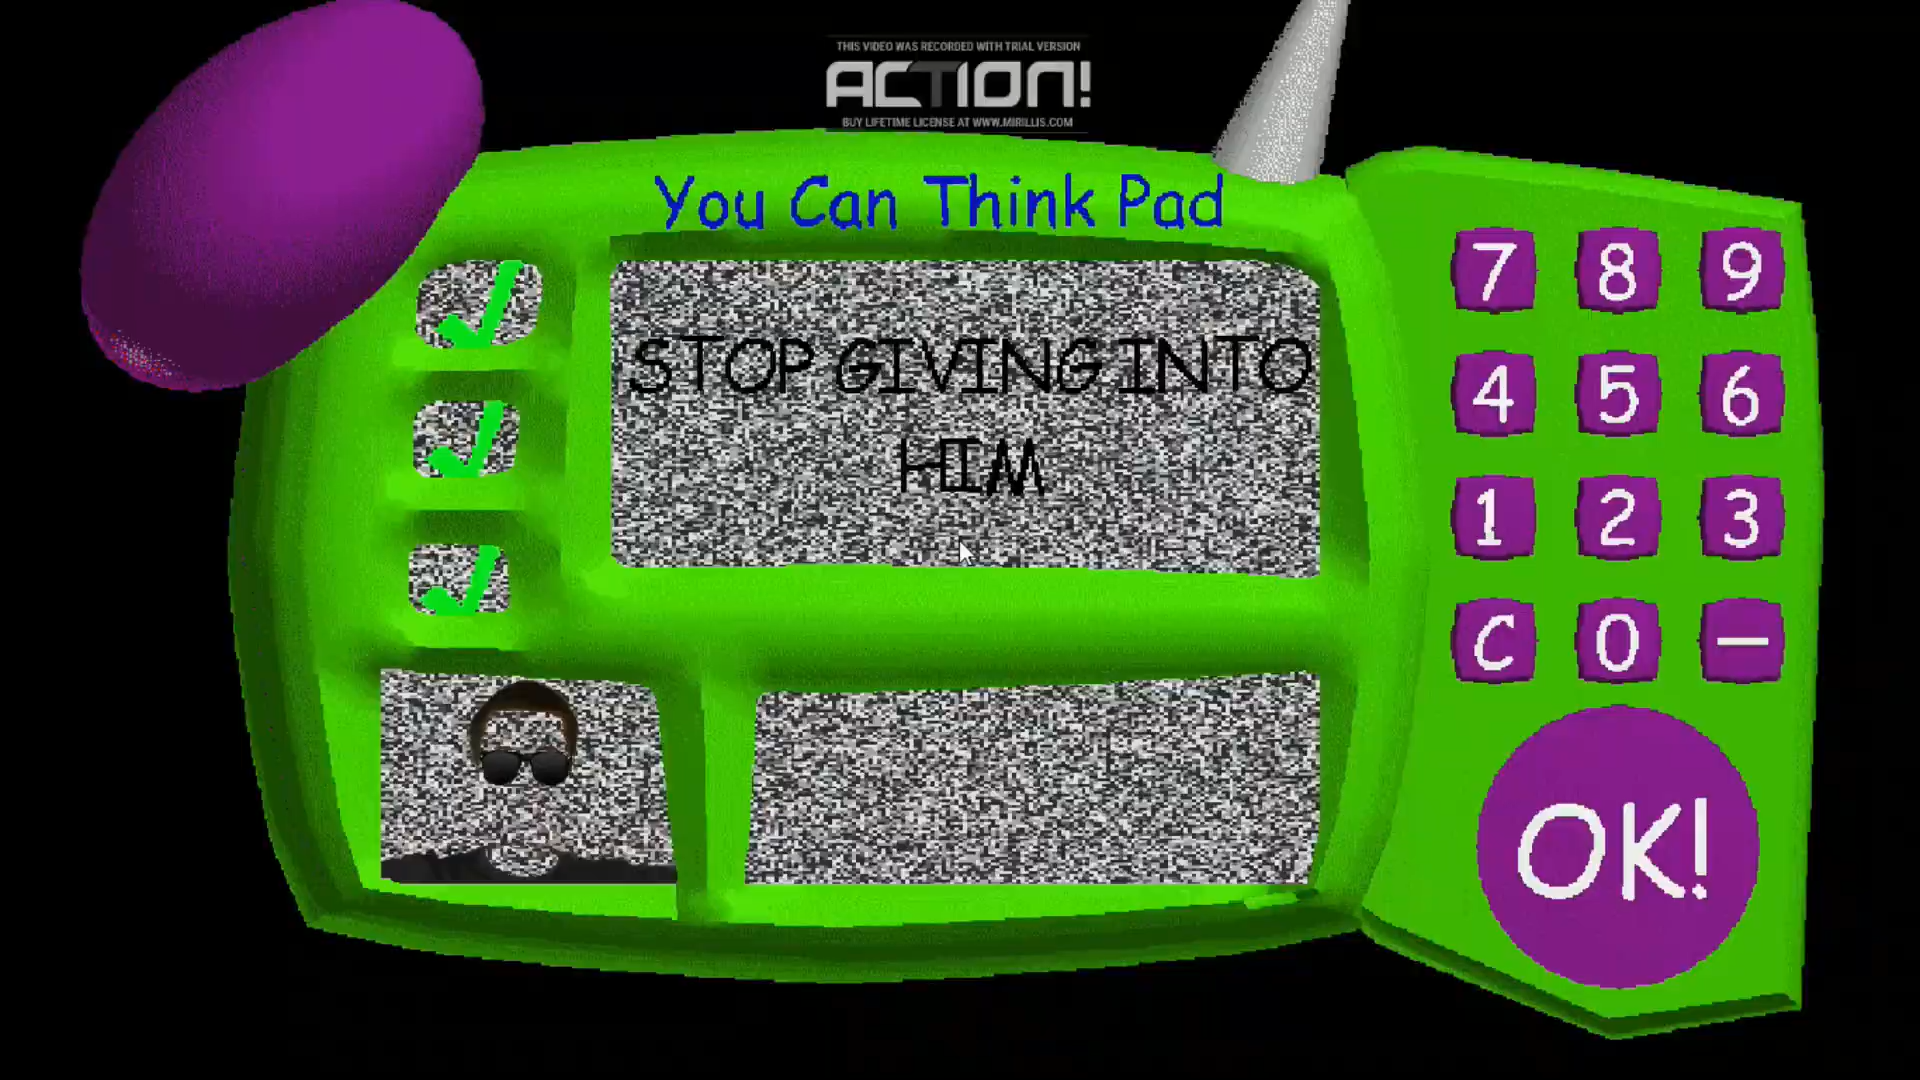 THIS VIDEO WAS RECORDED WITH TRIAL VERSION
ACTION!
BUY LIFETIME LICENSE AT WWW.MIRILLIS.COM
You Can Think Pad
STOP GIVING INTO
HIM
7 8 9
4 5 6
1 2 3
C 0 −
OK!